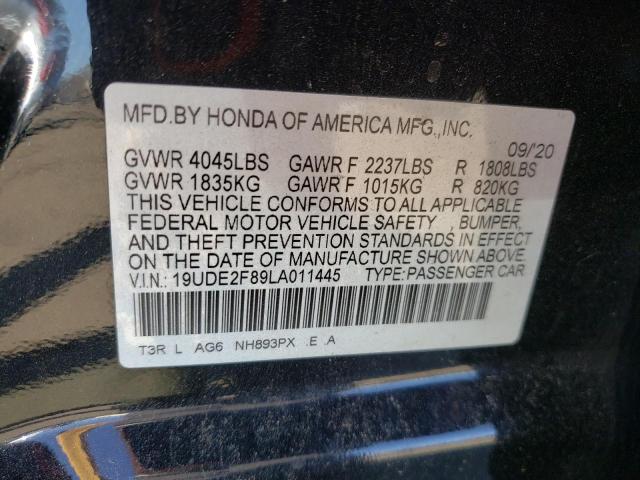 MFD.BY HONDA OF AMERICA MFG.,INC.
09/'20
GVWR 4045LBS GAWR F 2237LBS R 1808LBS
GVWR 1835KG GAWR F 1015KG R 820KG
THIS VEHICLE CONFORMS TO ALL APPLICABLE
FEDERAL MOTOR VEHICLE SAFETY , BUMPER,
AND THEFT PREVENTION STANDARDS IN EFFECT
ON THE DATE OF MANUFACTURE SHOWN ABOVE.
V.I.N.: 19UDE2F89LA011445 TYPE:PASSENGER CAR
T3R L AG6 NH893PX .E .A